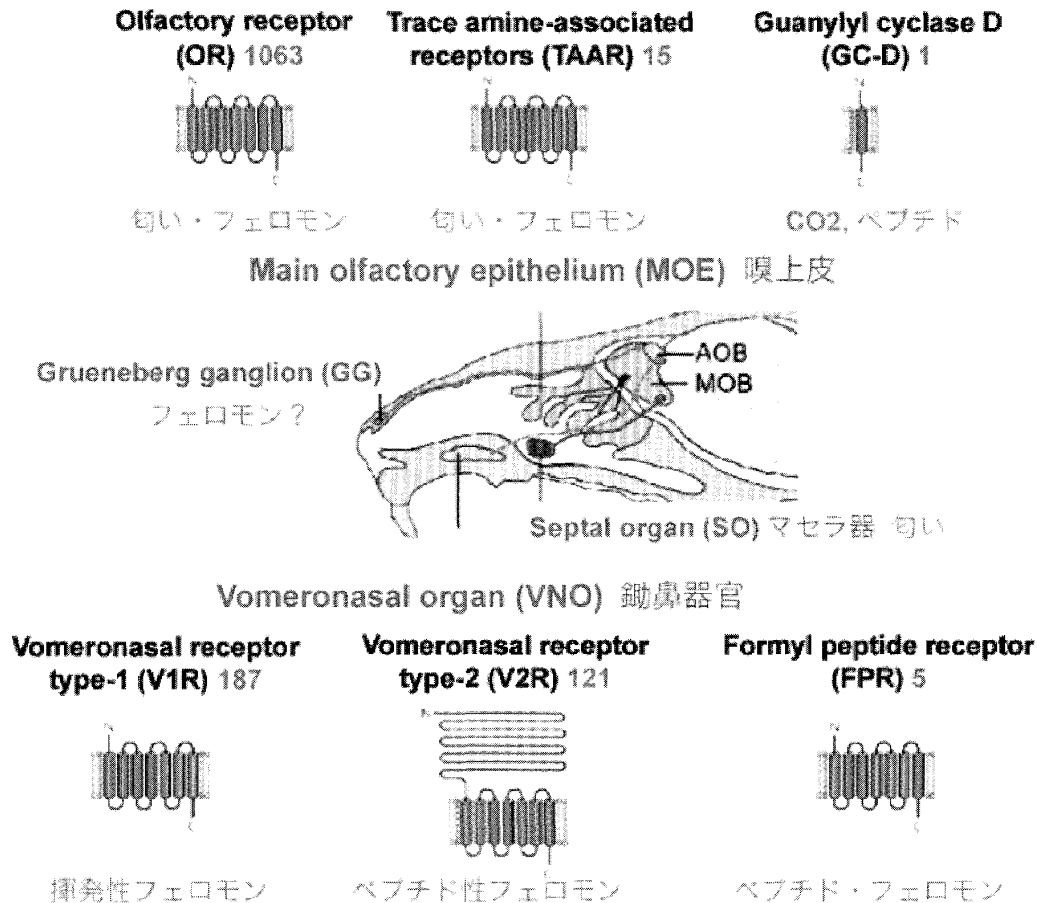 Olfactory receptor
(OR) 1063
Trace amine-associated
receptors (TAAR) 15
Guanylyl cyclase D
(GC-D) 1
N
N
N
C
C
C
匂い・フェロモン
匂い・フェロモン
CO2, ペプチド
Main olfactory epithelium (MOE) 嗅上皮
AOB
MOB
Grueneberg ganglion (GG)
フェロモン？
Septal organ (SO) マセラ器 匂い
Vomeronasal organ (VNO) 鋤鼻器官
Vomeronasal receptor
type-1 (V1R) 187
Vomeronasal receptor
type-2 (V2R) 121
Formyl peptide receptor
(FPR) 5
N
N
N
C
C
C
揮発性フェロモン
ペプチド性フェロモン
ペプチド・フェロモン